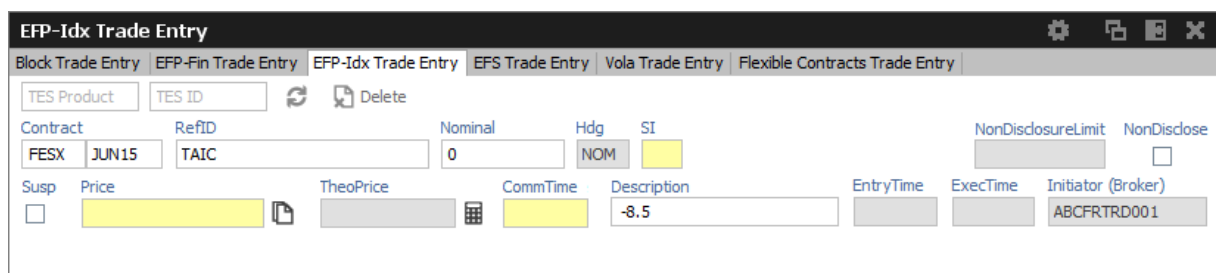 EFP-Idx Trade Entry
Block Trade Entry EFP-Fin Trade Entry EFP-Idx Trade Entry EFS Trade Entry Vola Trade Entry Flexible Contracts Trade Entry
TES Product TES ID Delete
Contract RefID Nominal Hdg SI NonDisclosureLimit NonDisclose
FESX JUN15 TAIC 0 NOM
Susp Price TheoPrice CommTime Description EntryTime ExecTime Initiator (Broker)
-8.5 ABCFRTRD001